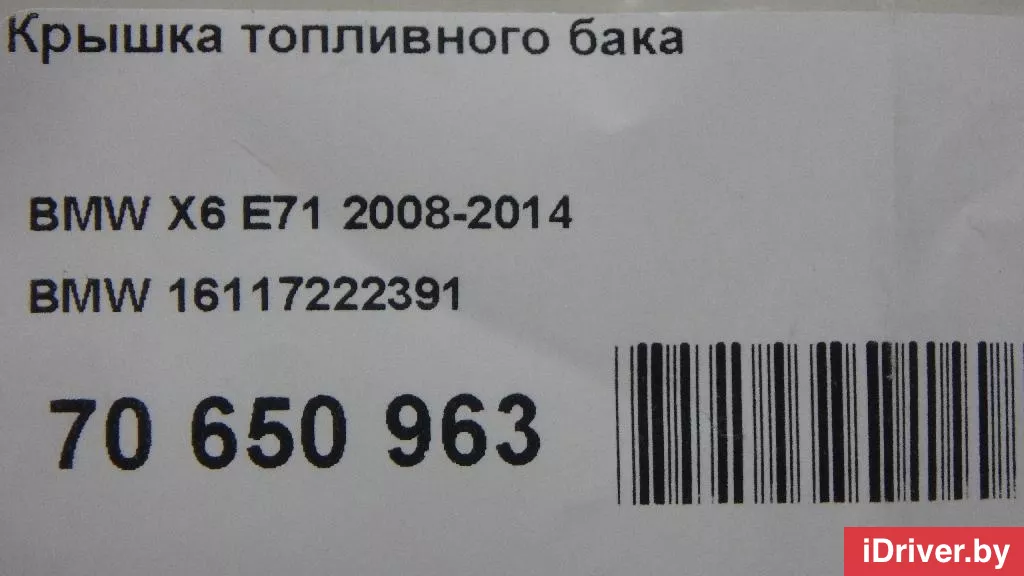 Крышка топливного бака
BMW X6 E71 2008-2014
BMW 16117222391
70 650 963
iDriver.by